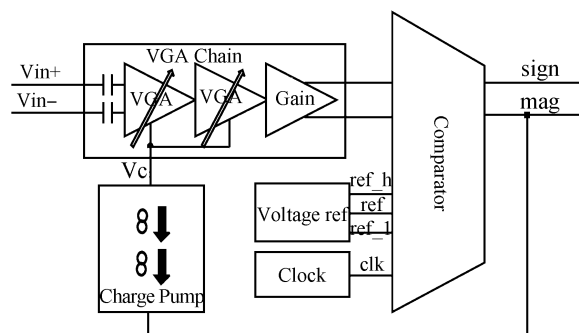 VGA Chain
Vin+
Vin−
VGA
VGA
Gain
sign
mag
Comparator
Vc
Voltage ref
ref_h
ref
ref_1
Clock
clk
Charge Pump